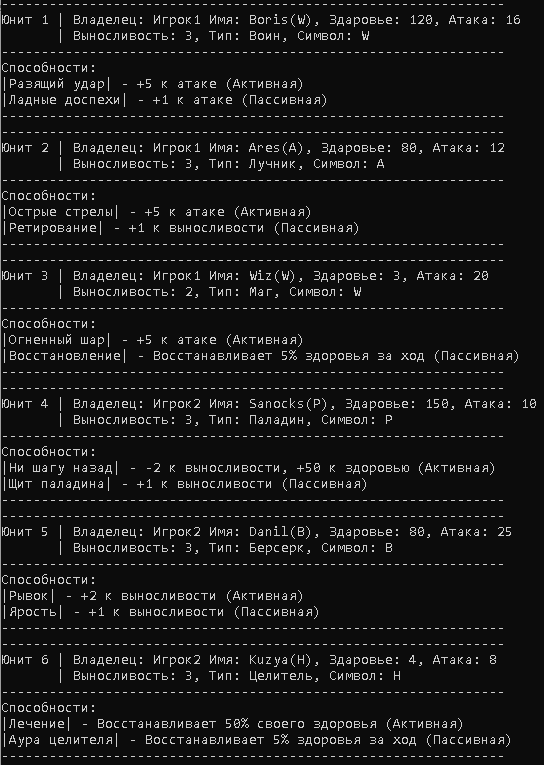 ------------------------------------------------------------------
Юнит 1 | Владелец: Игрок1 Имя: Boris(W), Здаровье: 120, Атака: 16
       | Выносливость: 3, Тип: Воин, Символ: W
------------------------------------------------------------------
Способности:
|Разящий удар| - +5 к атаке (Активная)
|Ладные доспехи| - +1 к атаке (Пассивная)
------------------------------------------------------------------
------------------------------------------------------------------
Юнит 2 | Владелец: Игрок1 Имя: Ares(A), Здаровье: 80, Атака: 12
       | Выносливость: 3, Тип: Лучник, Символ: A
------------------------------------------------------------------
Способности:
|Острые стрелы| - +5 к атаке (Активная)
|Ретирование| - +1 к выносливости (Пассивная)
------------------------------------------------------------------
------------------------------------------------------------------
Юнит 3 | Владелец: Игрок1 Имя: Wiz(W), Здаровье: 3, Атака: 20
       | Выносливость: 2, Тип: Маг, Символ: W
------------------------------------------------------------------
Способности:
|Огненный шар| - +5 к атаке (Активная)
|Восстановление| - Восстанавливает 5% здоровья за ход (Пассивная)
------------------------------------------------------------------
------------------------------------------------------------------
Юнит 4 | Владелец: Игрок2 Имя: Sanocks(P), Здаровье: 150, Атака: 10
       | Выносливость: 3, Тип: Паладин, Символ: P
------------------------------------------------------------------
Способности:
|Ни шагу назад| - -2 к выносливости, +50 к здоровью (Активная)
|Щит паладина| - +1 к выносливости (Пассивная)
------------------------------------------------------------------
------------------------------------------------------------------
Юнит 5 | Владелец: Игрок2 Имя: Danil(B), Здаровье: 80, Атака: 25
       | Выносливость: 3, Тип: Берсерк, Символ: B
------------------------------------------------------------------
Способности:
|Рывок| - +2 к выносливости (Активная)
|Ярость| - +1 к выносливости (Пассивная)
------------------------------------------------------------------
------------------------------------------------------------------
Юнит 6 | Владелец: Игрок2 Имя: Kuzya(H), Здаровье: 4, Атака: 8
       | Выносливость: 3, Тип: Целитель, Символ: H
------------------------------------------------------------------
Способности:
|Лечение| - Восстанавливает 50% своего здоровья (Активная)
|Аура целителя| - Восстанавливает 5% здоровья за ход (Пассивная)
------------------------------------------------------------------